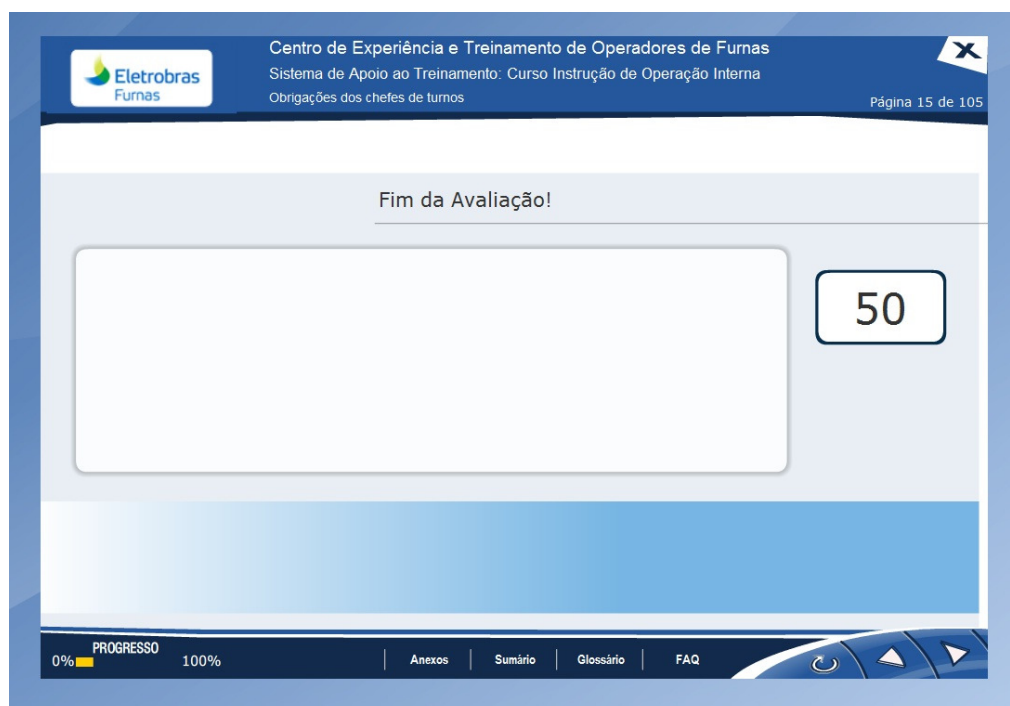 Eletrobras
Furnas
Centro de Experiência e Treinamento de Operadores de Furnas
Sistema de Apoio ao Treinamento: Curso Instrução de Operação Interna
Obrigações dos chefes de turnos
X
Página 15 de 105
Fim da Avaliação!
50
PROGRESSO
0% 100%
Anexos
Sumário
Glossário
FAQ